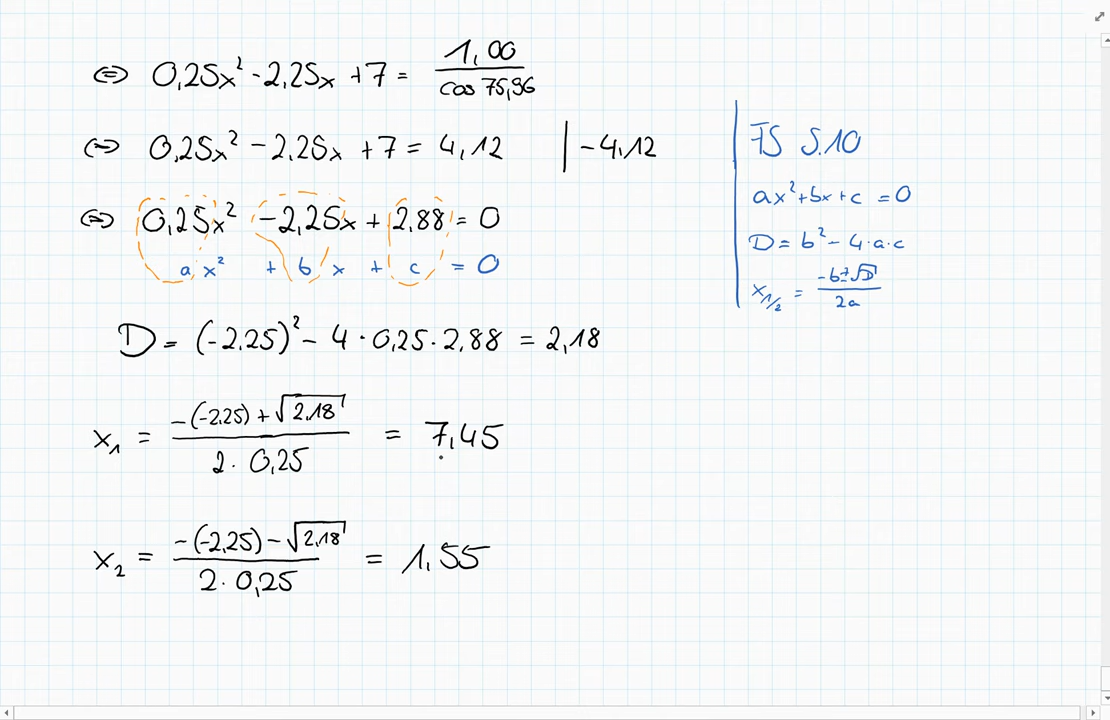 ⇔ 0,25x² - 2,25x + 7 = 1,00 / cos 75,96
⇔ 0,25x² - 2,25x + 7 = 4,12 | - 4,12
⇔ 0,25x² - 2,25x + 2,88 = 0
a x² + b x + c = 0
D = (-2,25)² - 4 · 0,25 · 2,88 = 2,18
x₁ = (-(-2,25) + √2,18) / (2 · 0,25) = 7,45
x₂ = (-(-2,25) - √2,18) / (2 · 0,25) = 1,55
FS S.10
ax² + bx + c = 0
D = b² - 4·a·c
x₁/₂ = (-b ± √D) / 2a